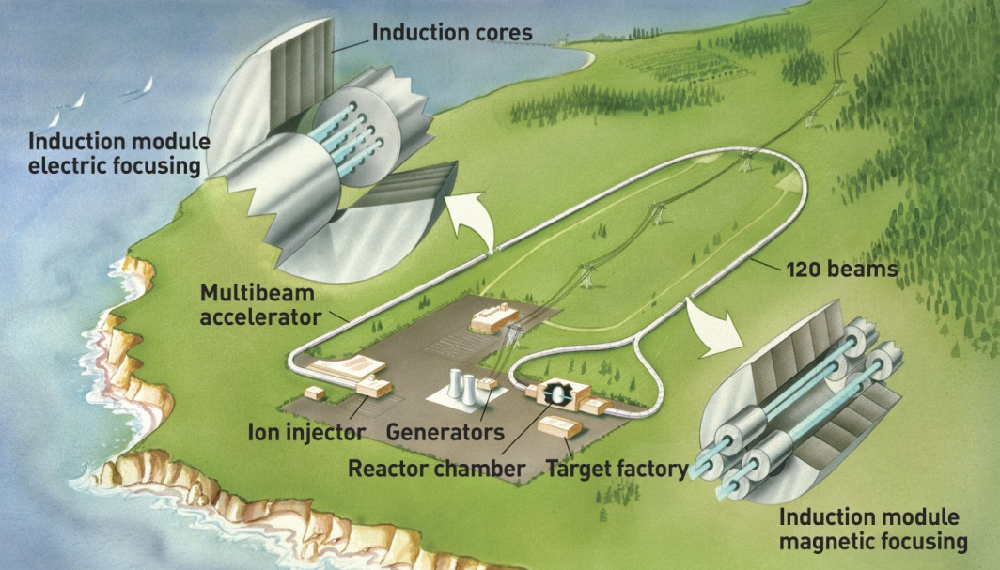 Induction cores
Induction module
electric focusing
120 beams
Multibeam
accelerator
Ion injector
Generators
Reactor chamber
Target factory
Induction module
magnetic focusing